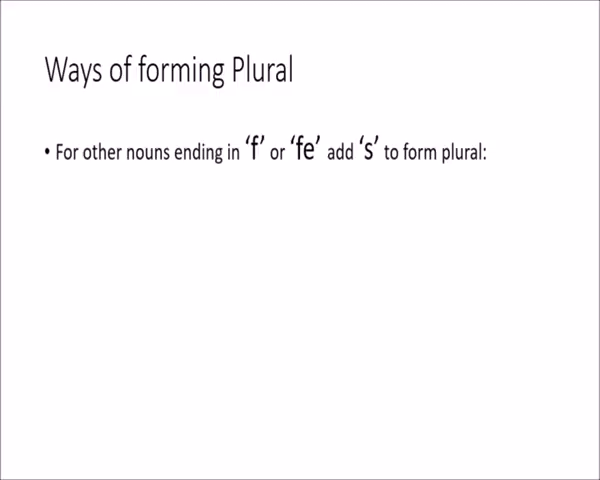 Ways of forming Plural
• For other nouns ending in ‘f’ or ‘fe’ add ‘s’ to form plural: